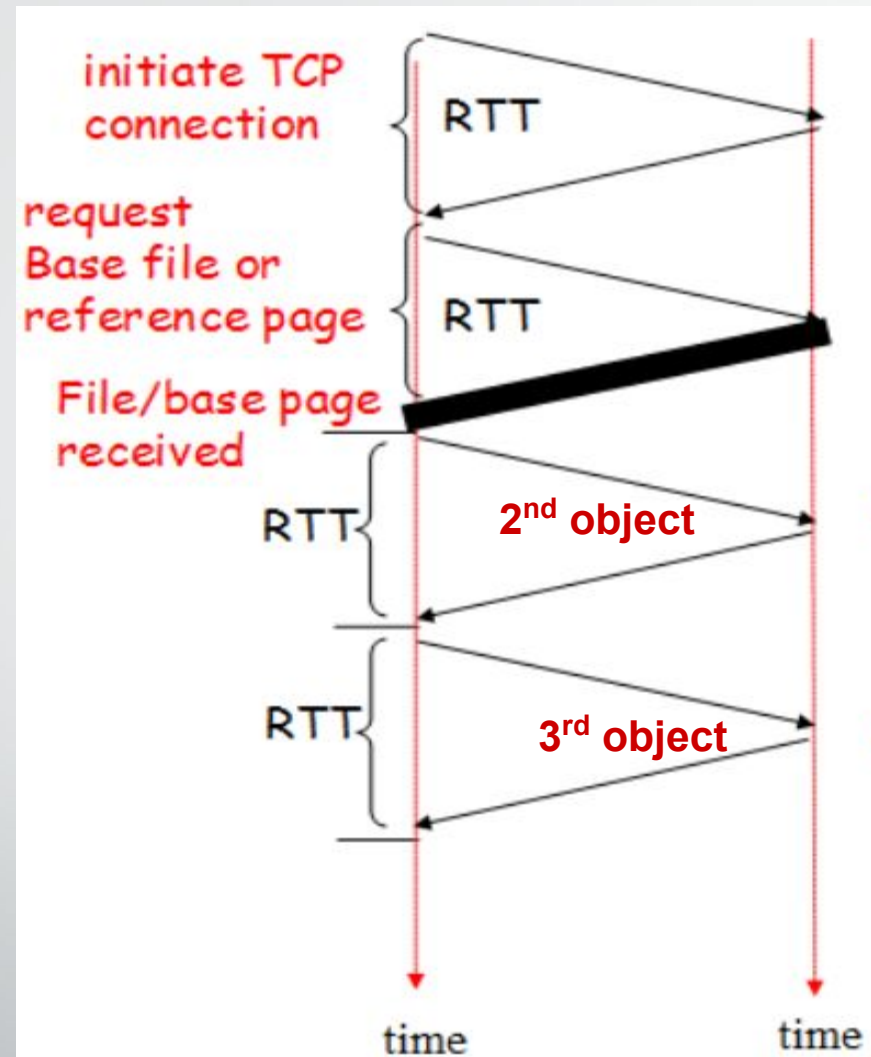 initiate TCP
connection
RTT
request
Base file or
reference page
RTT
File/base page
received
RTT
2nd object
RTT
3rd object
time
time